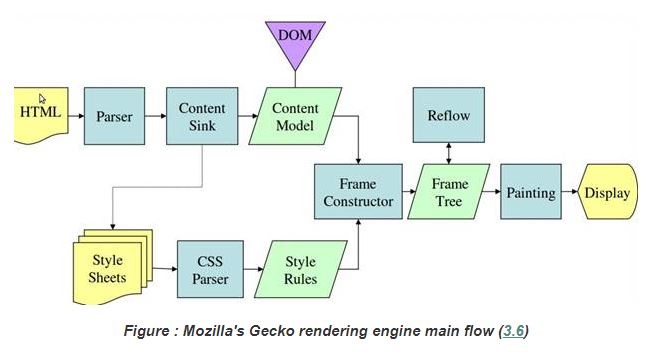 DOM
HTML
Parser
Content
Sink
Content
Model
Reflow
Frame
Constructor
Frame
Tree
Painting
Display
Style
Sheets
CSS
Parser
Style
Rules
Figure : Mozilla's Gecko rendering engine main flow (3.6)